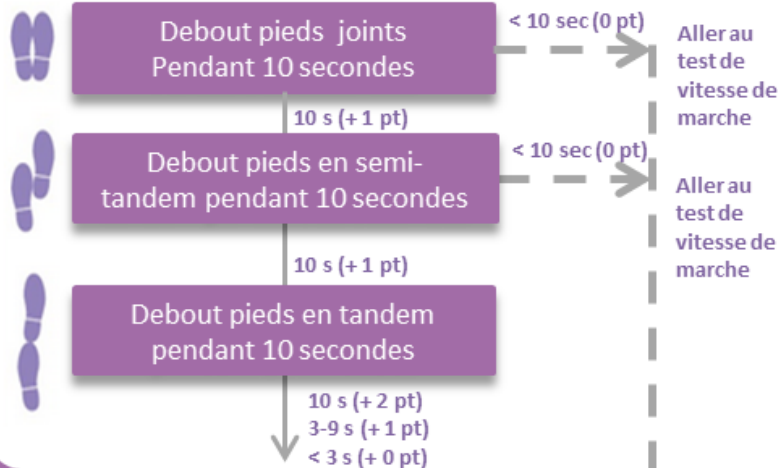 Debout pieds joints
Pendant 10 secondes
< 10 sec (0 pt)
Aller au
test de
vitesse de
marche
10 s (+ 1 pt)
Debout pieds en semi-
tandem pendant 10 secondes
< 10 sec (0 pt)
Aller au
test de
vitesse de
marche
10 s (+ 1 pt)
Debout pieds en tandem
pendant 10 secondes
10 s (+ 2 pt)
3-9 s (+ 1 pt)
< 3 s (+ 0 pt)